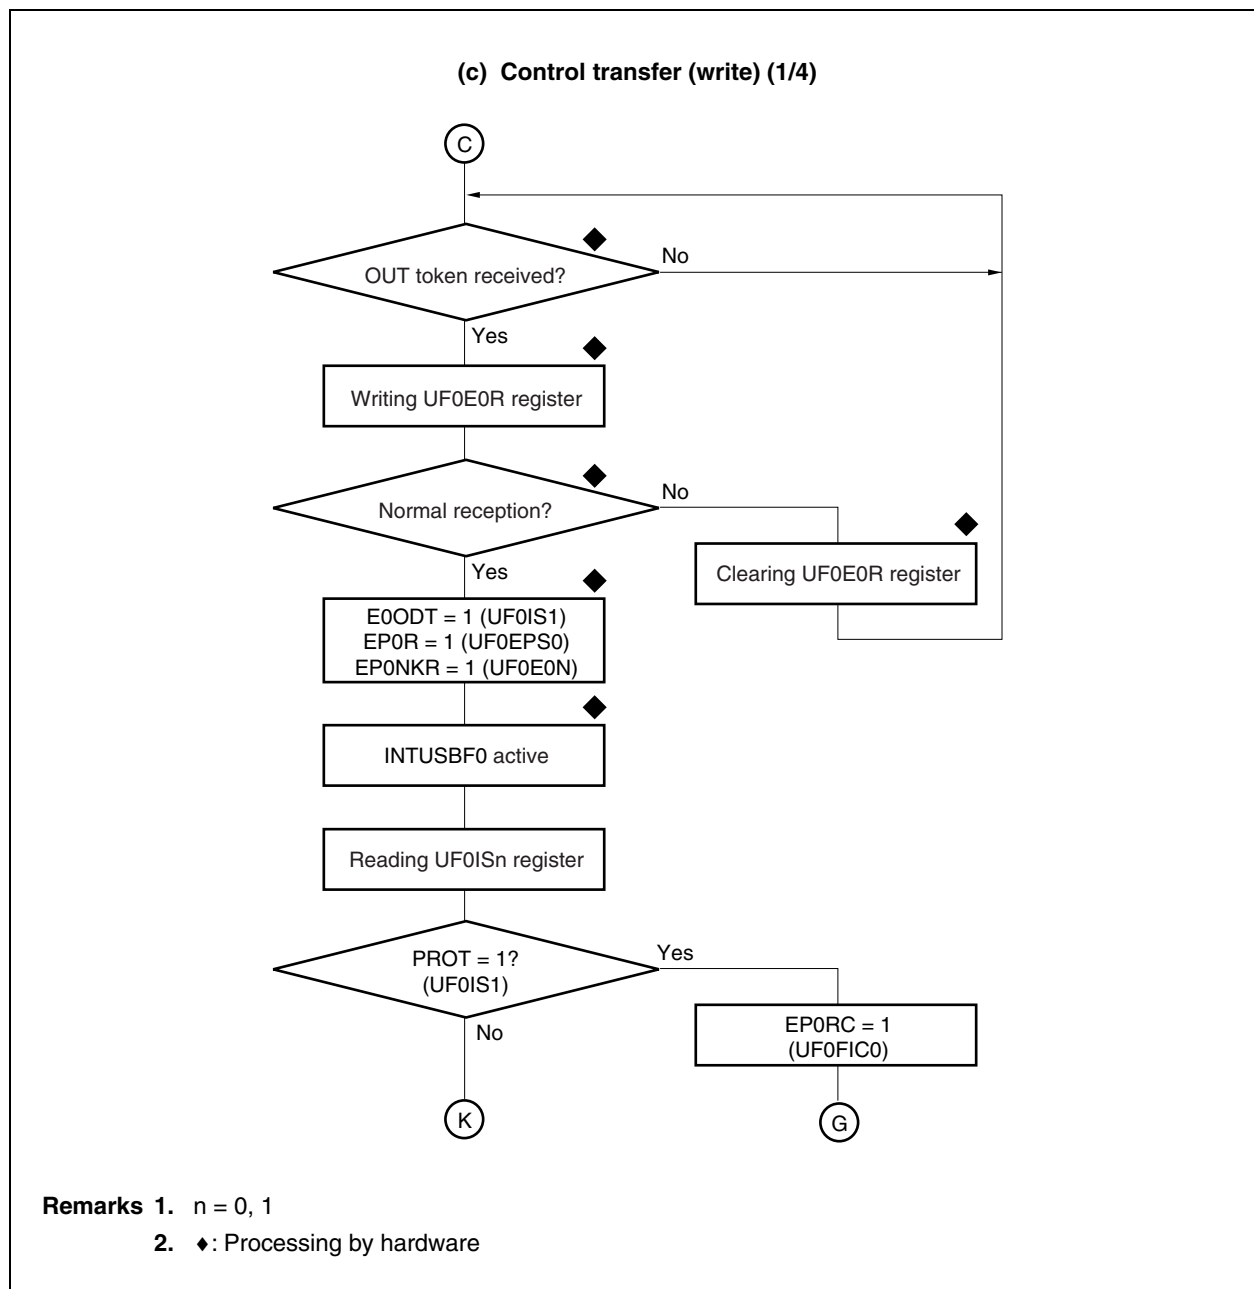 (c) Control transfer (write) (1/4)
C
OUT token received?
No
Yes
Writing UF0E0R register
Normal reception?
No
Yes
Clearing UF0E0R register
E0ODT = 1 (UF0IS1)
EP0R = 1 (UF0EPS0)
EP0NKR = 1 (UF0E0N)
INTUSBF0 active
Reading UF0ISn register
PROT = 1?
(UF0IS1)
Yes
No
EP0RC = 1
(UF0FIC0)
K
G
Remarks 1. n = 0, 1
2. ♦: Processing by hardware